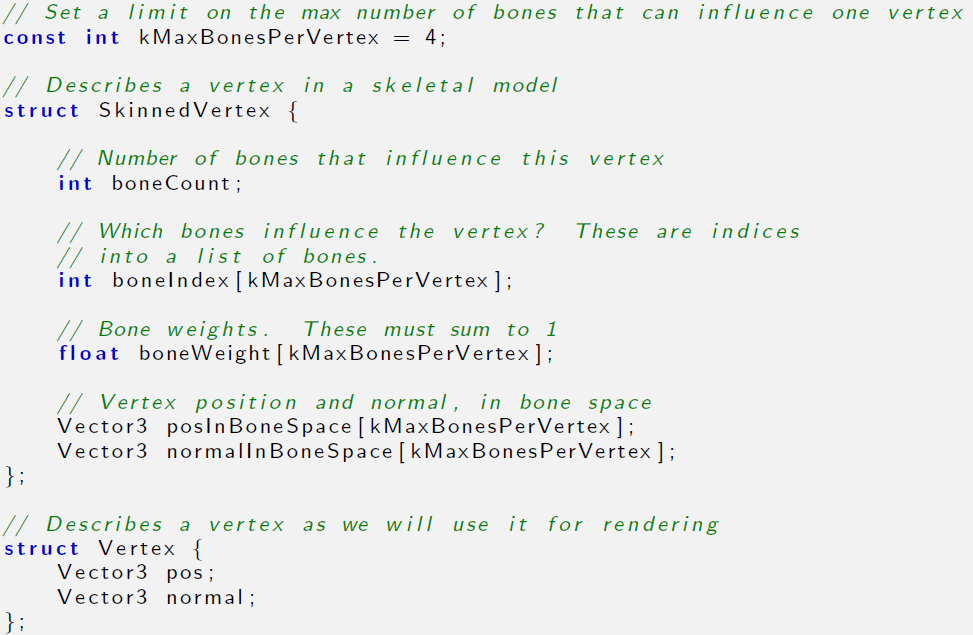 // Set a limit on the max number of bones that can influence one vertex
const int kMaxBonesPerVertex = 4;

// Describes a vertex in a skeletal model
struct SkinnedVertex {

    // Number of bones that influence this vertex
    int boneCount;

    // Which bones influence the vertex?  These are indices
    // into a list of bones.
    int boneIndex[kMaxBonesPerVertex];

    // Bone weights.  These must sum to 1
    float boneWeight[kMaxBonesPerVertex];

    // Vertex position and normal, in bone space
    Vector3 posInBoneSpace[kMaxBonesPerVertex];
    Vector3 normalInBoneSpace[kMaxBonesPerVertex];
};

// Describes a vertex as we will use it for rendering
struct Vertex {
    Vector3 pos;
    Vector3 normal;
};